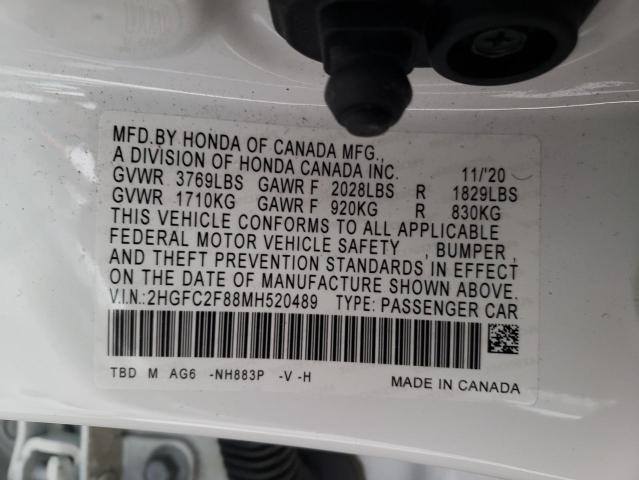 MFD.BY HONDA OF CANADA MFG.,
A DIVISION OF HONDA CANADA INC. 11/'20
GVWR 3769LBS GAWR F 2028LBS R 1829LBS
GVWR 1710KG GAWR F 920KG R 830KG
THIS VEHICLE CONFORMS TO ALL APPLICABLE
FEDERAL MOTOR VEHICLE SAFETY , BUMPER ,
AND THEFT PREVENTION STANDARDS IN EFFECT
ON THE DATE OF MANUFACTURE SHOWN ABOVE.
V.I.N.:2HGFC2F88MH520489 TYPE: PASSENGER CAR
TBD M AG6 -NH883P -V -H MADE IN CANADA